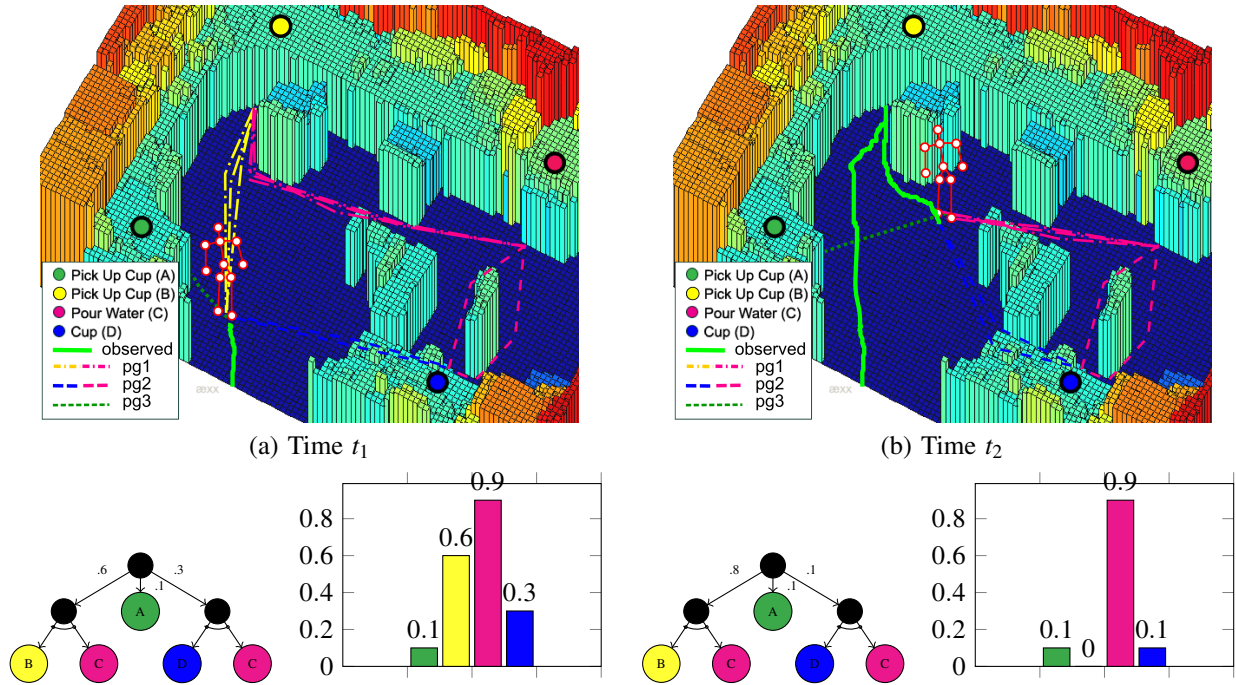 Pick Up Cup (A)
Pick Up Cup (B)
Pour Water (C)
Cup (D)
observed
pg1
pg2
pg3
æxx
(a) Time t1
Pick Up Cup (A)
Pick Up Cup (B)
Pour Water (C)
Cup (D)
observed
pg1
pg2
pg3
æxx
(b) Time t2
.6 .3
.1
A
B C D C
0.8
0.6
0.4
0.2
0
0.1 0.6 0.9 0.3
.8 .1
.1
A
B C D C
0.8
0.6
0.4
0.2
0
0.1 0 0.9 0.1